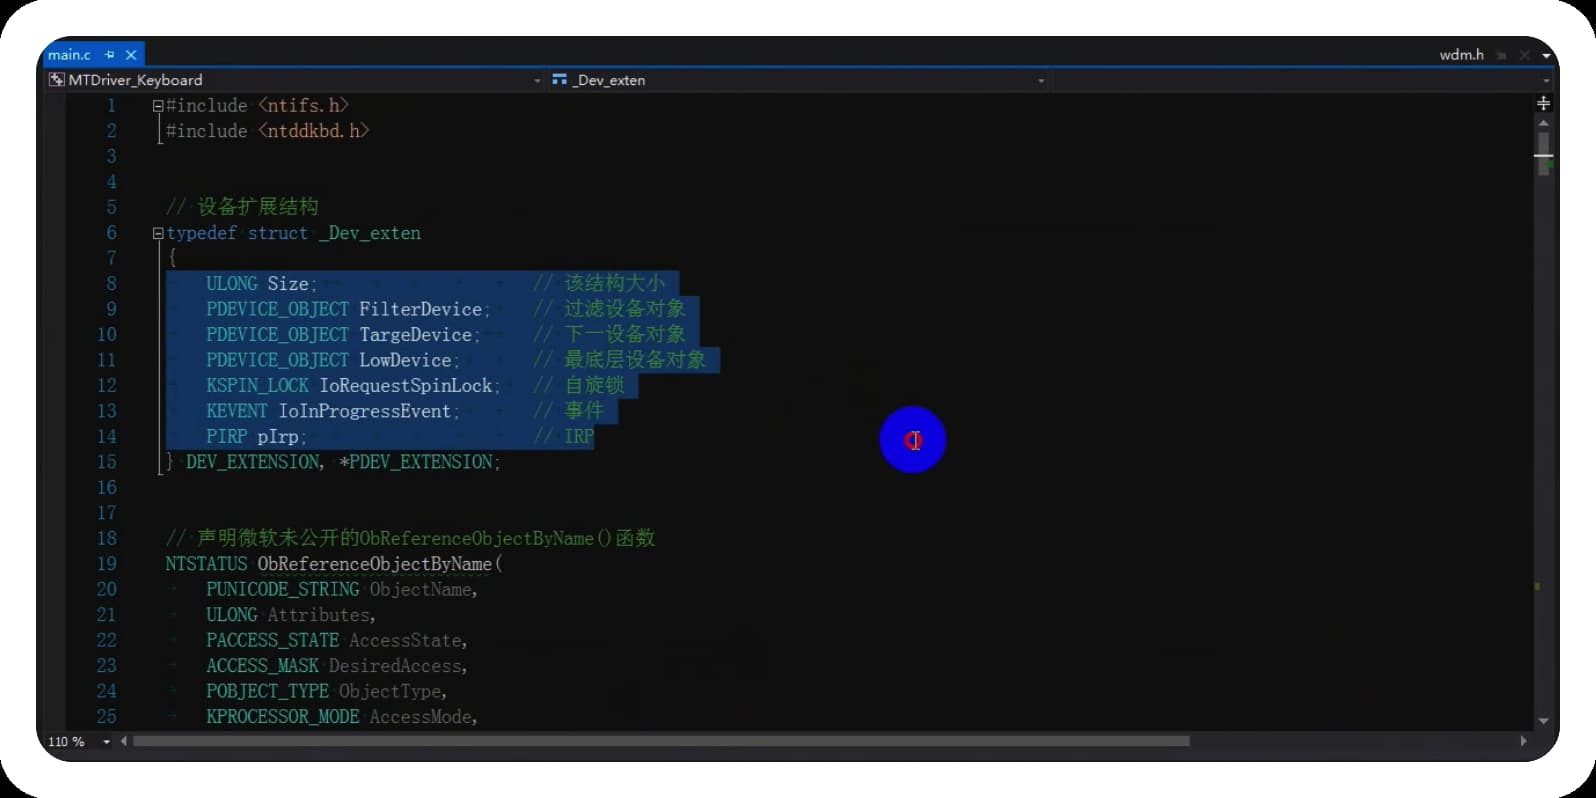 main.c
wdm.h
MTDriver_Keyboard
_Dev_exten
1 #include <ntifs.h>
2 #include <ntddkbd.h>
3
4
5 // 设备扩展结构
6 typedef struct _Dev_exten
7 {
8 ULONG Size; // 该结构大小
9 PDEVICE_OBJECT FilterDevice; // 过滤设备对象
10 PDEVICE_OBJECT TargeDevice; // 下一设备对象
11 PDEVICE_OBJECT LowDevice; // 最底层设备对象
12 KSPIN_LOCK IoRequestSpinLock; // 自旋锁
13 KEVENT IoInProgressEvent; // 事件
14 PIRP pIrp; // IRP
15 } DEV_EXTENSION, *PDEV_EXTENSION;
16
17
18 // 声明微软未公开的ObReferenceObjectByName()函数
19 NTSTATUS ObReferenceObjectByName(
20 PUNICODE_STRING ObjectName,
21 ULONG Attributes,
22 PACCESS_STATE AccessState,
23 ACCESS_MASK DesiredAccess,
24 POBJECT_TYPE ObjectType,
25 KPROCESSOR_MODE AccessMode,
110 %